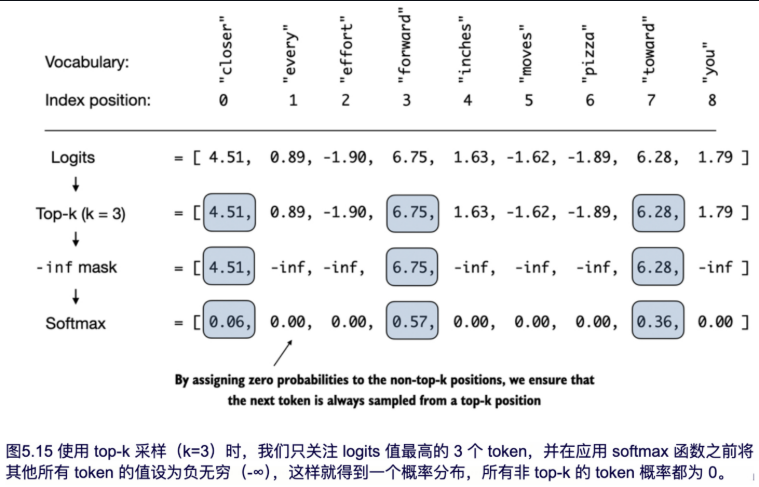 Vocabulary: "closer" "every" "effort" "forward" "inches" "moves" "pizza" "toward" "you"
Index position: 0 1 2 3 4 5 6 7 8
Logits = [ 4.51, 0.89, -1.90, 6.75, 1.63, -1.62, -1.89, 6.28, 1.79 ]
Top-k (k = 3) = [ 4.51, 0.89, -1.90, 6.75, 1.63, -1.62, -1.89, 6.28, 1.79 ]
-inf mask = [ 4.51, -inf, -inf, 6.75, -inf, -inf, -inf, 6.28, -inf ]
Softmax = [ 0.06, 0.00, 0.00, 0.57, 0.00, 0.00, 0.00, 0.36, 0.00 ]
By assigning zero probabilities to the non-top-k positions, we ensure that
the next token is always sampled from a top-k position
图5.15 使用 top-k 采样（k=3）时，我们只关注 logits 值最高的 3 个 token，并在应用 softmax 函数之前将
其他所有 token 的值设为负无穷（-∞），这样就得到一个概率分布，所有非 top-k 的 token 概率都为 0。